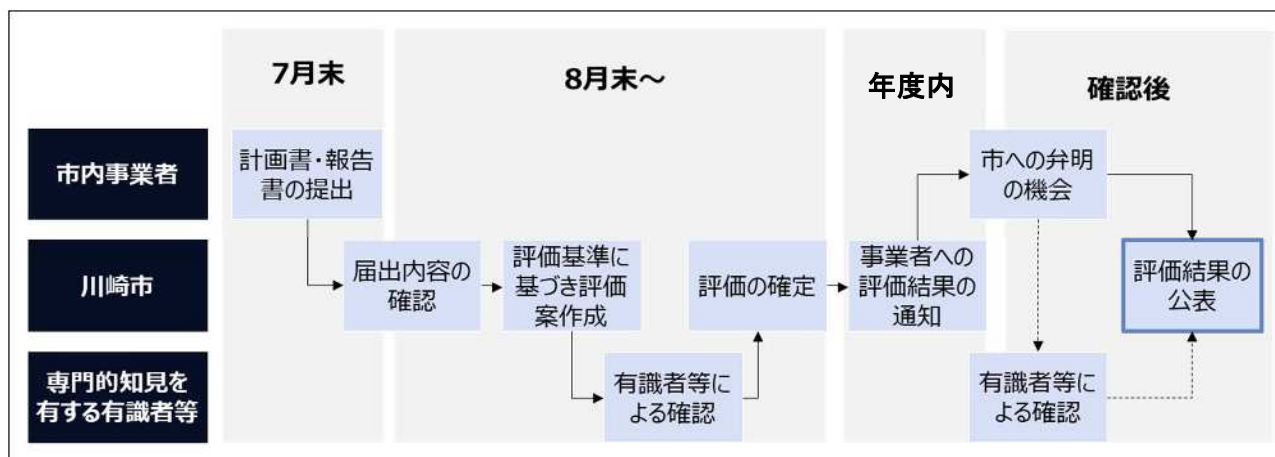 7月末
8月末~
年度内
確認後
市内事業者
計画書・報告
書の提出
市への弁明
の機会
川崎市
届出内容の
確認
評価基準に
基づき評価
案作成
評価の確定
事業者への
評価結果の
通知
評価結果の
公表
専門的知見を
有する有識者等
有識者等に
よる確認
有識者等に
よる確認